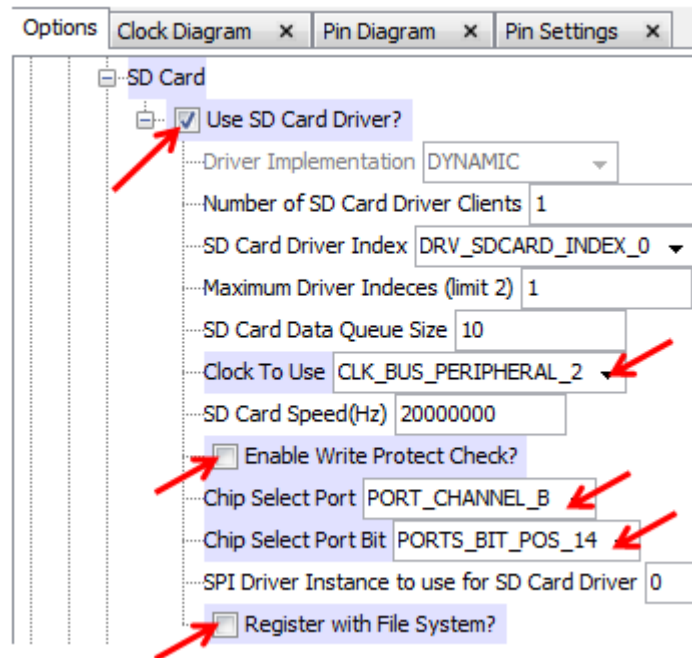 Options Clock Diagram × Pin Diagram × Pin Settings ×
SD Card
Use SD Card Driver?
Driver Implementation DYNAMIC
Number of SD Card Driver Clients 1
SD Card Driver Index DRV_SDCARD_INDEX_0
Maximum Driver Indeces (limit 2) 1
SD Card Data Queue Size 10
Clock To Use CLK_BUS_PERIPHERAL_2
SD Card Speed(Hz) 20000000
Enable Write Protect Check?
Chip Select Port PORT_CHANNEL_B
Chip Select Port Bit PORTS_BIT_POS_14
SPI Driver Instance to use for SD Card Driver 0
Register with File System?